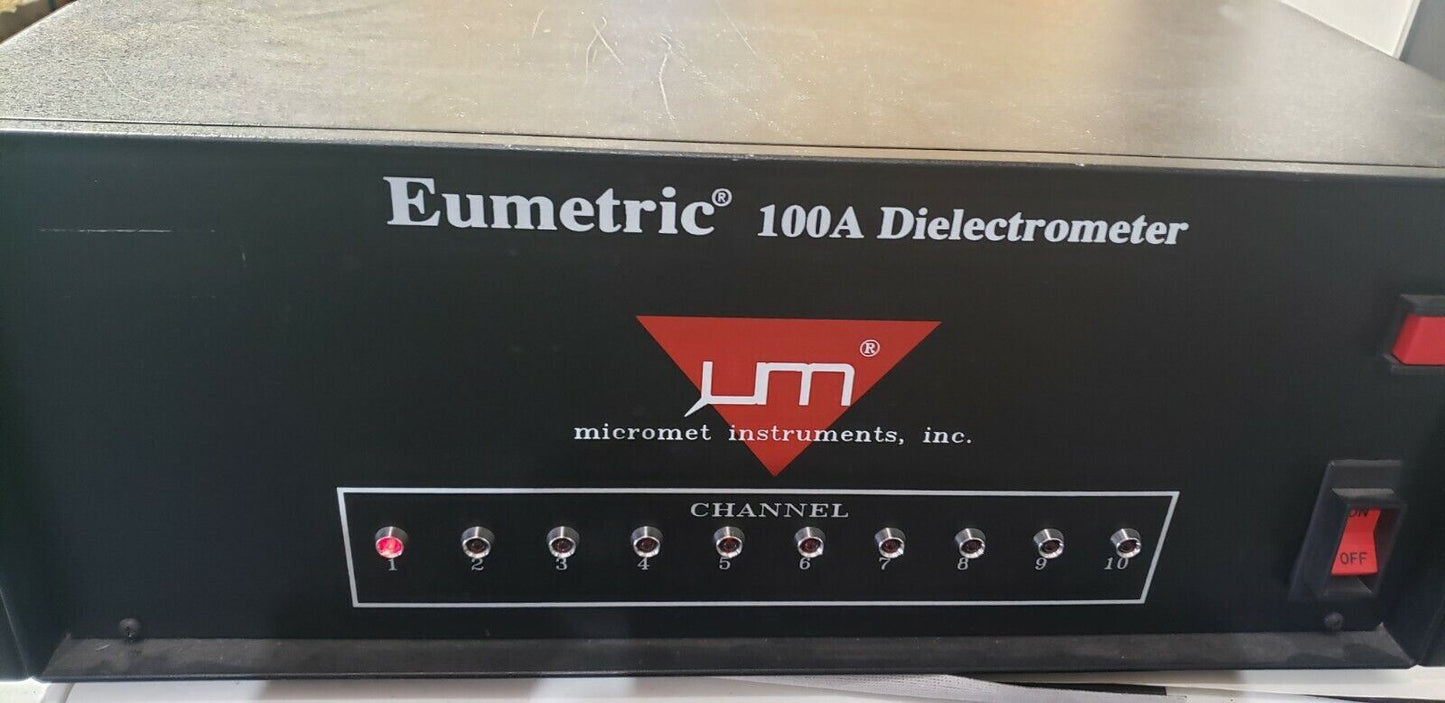 Eumetric® 100A Dielectrometer
µm®
micromet instruments, inc.
CHANNEL
1 2 3 4 5 6 7 8 9 10
ON
OFF